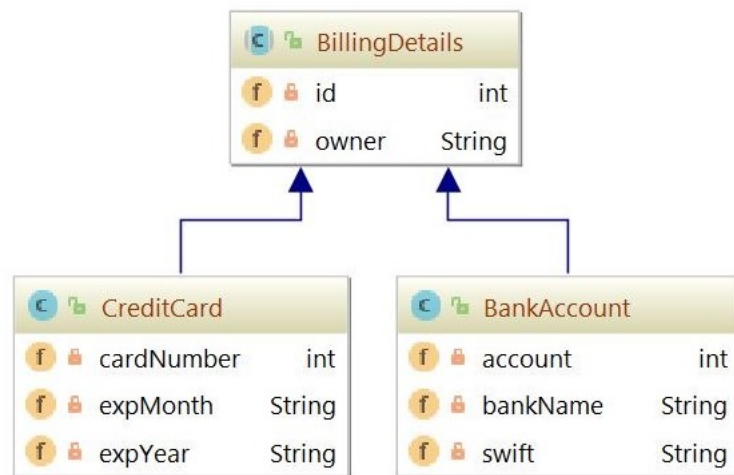 C BillingDetails
f id int
f owner String
C CreditCard
f cardNumber int
f expMonth String
f expYear String
C BankAccount
f account int
f bankName String
f swift String